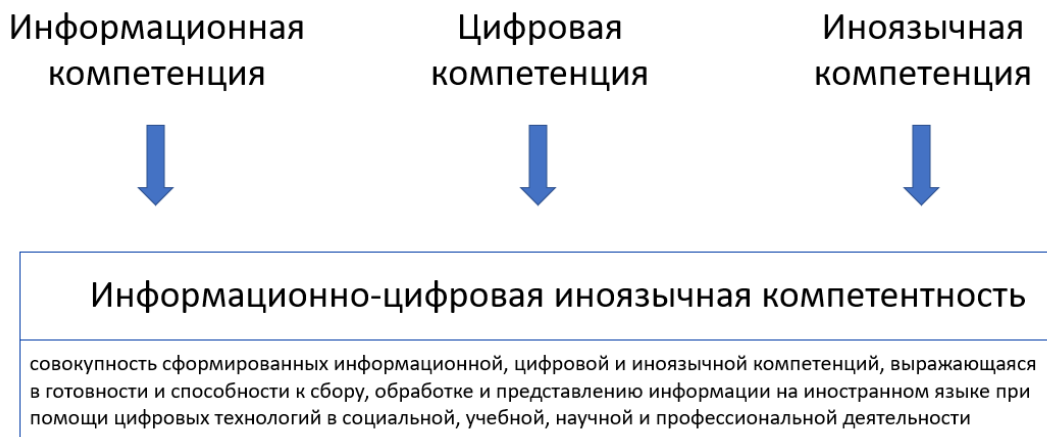 Информационная
компетенция
Цифровая
компетенция
Иноязычная
компетенция
Информационно-цифровая иноязычная компетентность
совокупность сформированных информационной, цифровой и иноязычной компетенций, выражающаяся
в готовности и способности к сбору, обработке и представлению информации на иностранном языке при
помощи цифровых технологий в социальной, учебной, научной и профессиональной деятельности